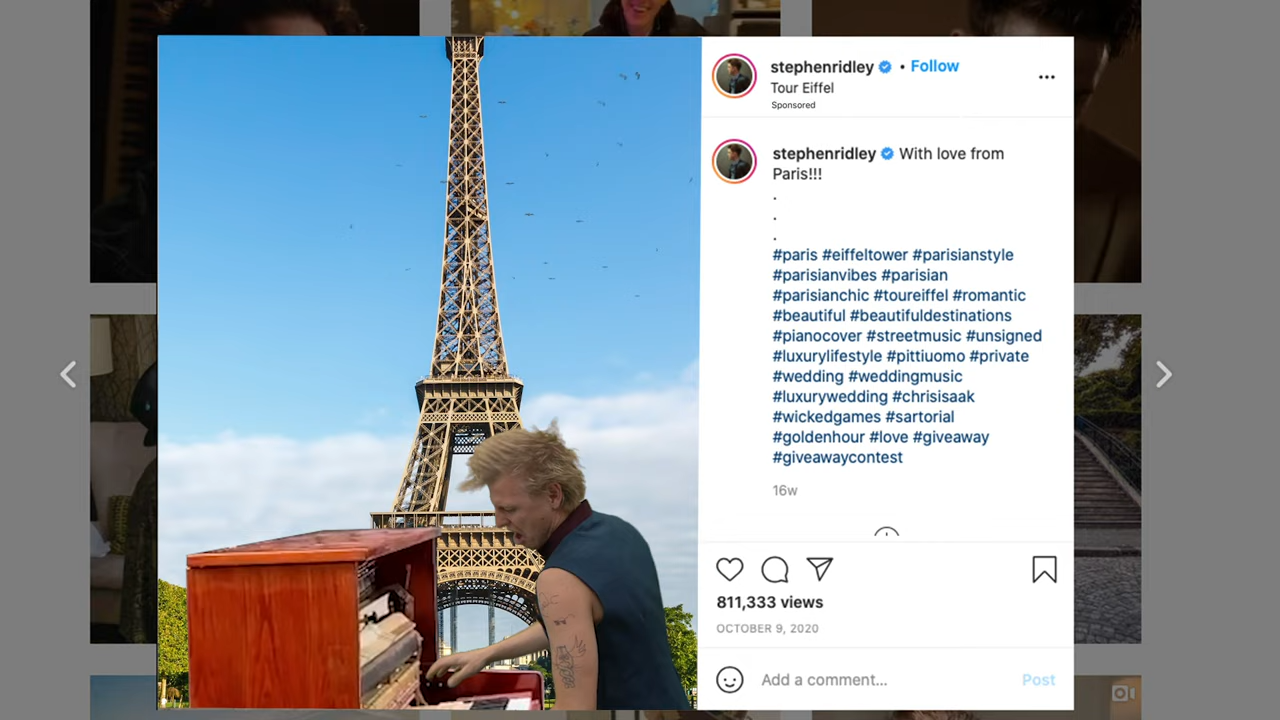 stephenridley • Follow
Tour Eiffel
Sponsored
stephenridley With love from
Paris!!!
.
.
.
#paris #eiffeltower #parisianstyle
#parisianvibes #parisian
#parisianchic #toureiffel #romantic
#beautiful #beautifuldestinations
#pianocover #streetmusic #unsigned
#luxurylifestyle #pittiuomo #private
#wedding #weddingmusic
#luxurywedding #chrisisaak
#wickedgames #sartorial
#goldenhour #love #giveaway
#giveawaycontest
16w
811,333 views
OCTOBER 9, 2020
Add a comment... Post